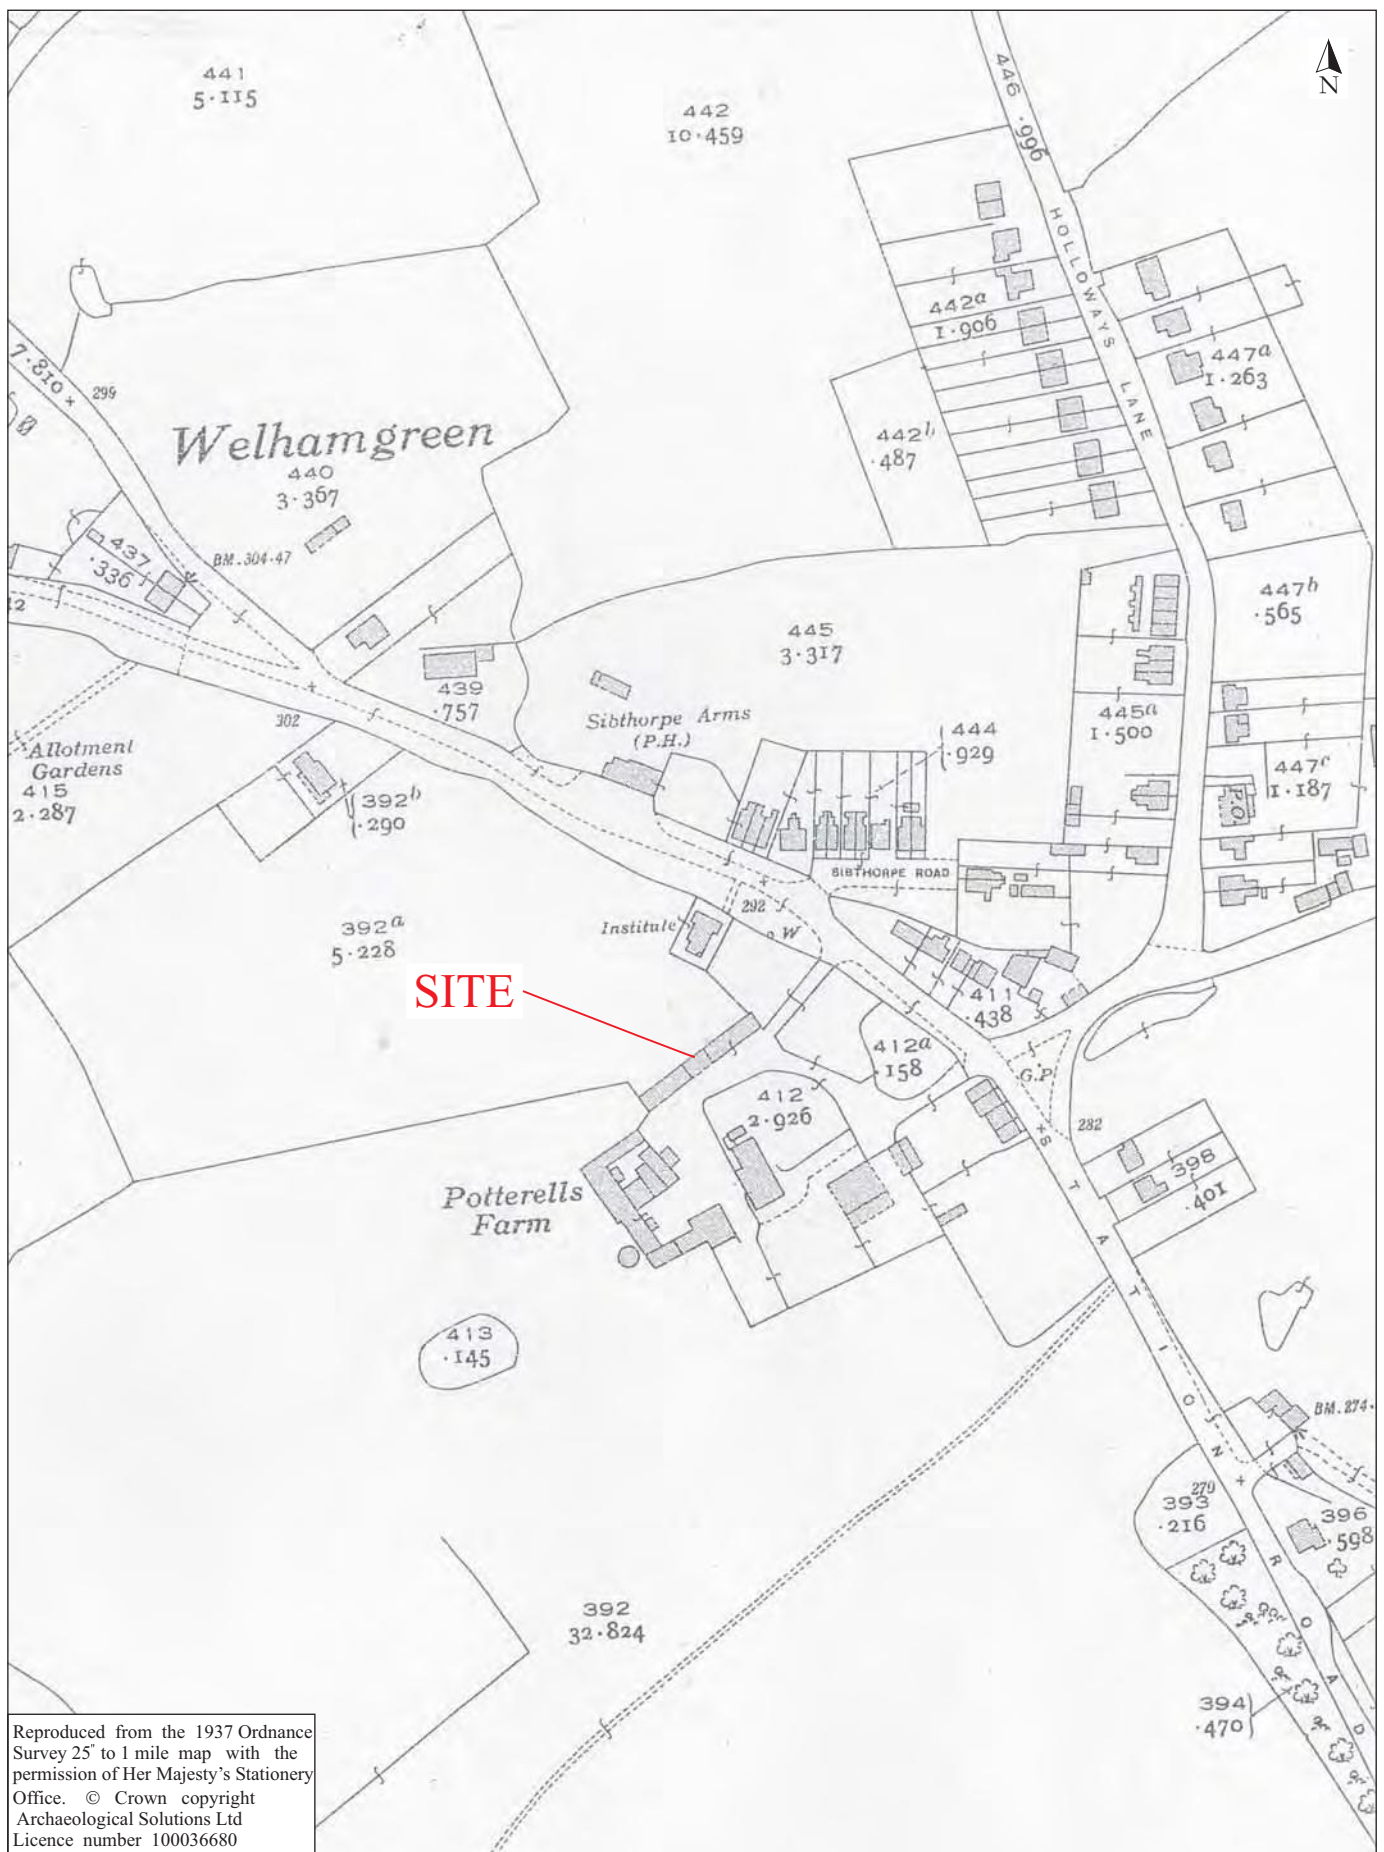 N
441
5·115
442
10·459
446
·996
HOLLOWAYS LANE
442a
1·906
447a
1·263
442b
·487
7·810
299
Welhamgreen
440
3·367
437
·336
BM.304·47
12
447b
·565
445
3·317
439
·757
302
Sibthorpe Arms
(P.H.)
444
·929
445a
1·500
447c
1·187
P.O.
Allotment
Gardens
415
2·287
392b
·290
SIBTHORPE ROAD
292
W
Institute
392a
5·228
SITE
411
·438
412a
·158
G.P.
412
2·926
282
398
·401
Potterells
Farm
STATION ROAD
413
·145
BM.274·
279
393
·216
396
·598
392
32·824
394
·470
Reproduced from the 1937 Ordnance
Survey 25" to 1 mile map with the
permission of Her Majesty's Stationery
Office. © Crown copyright
Archaeological Solutions Ltd
Licence number 100036680